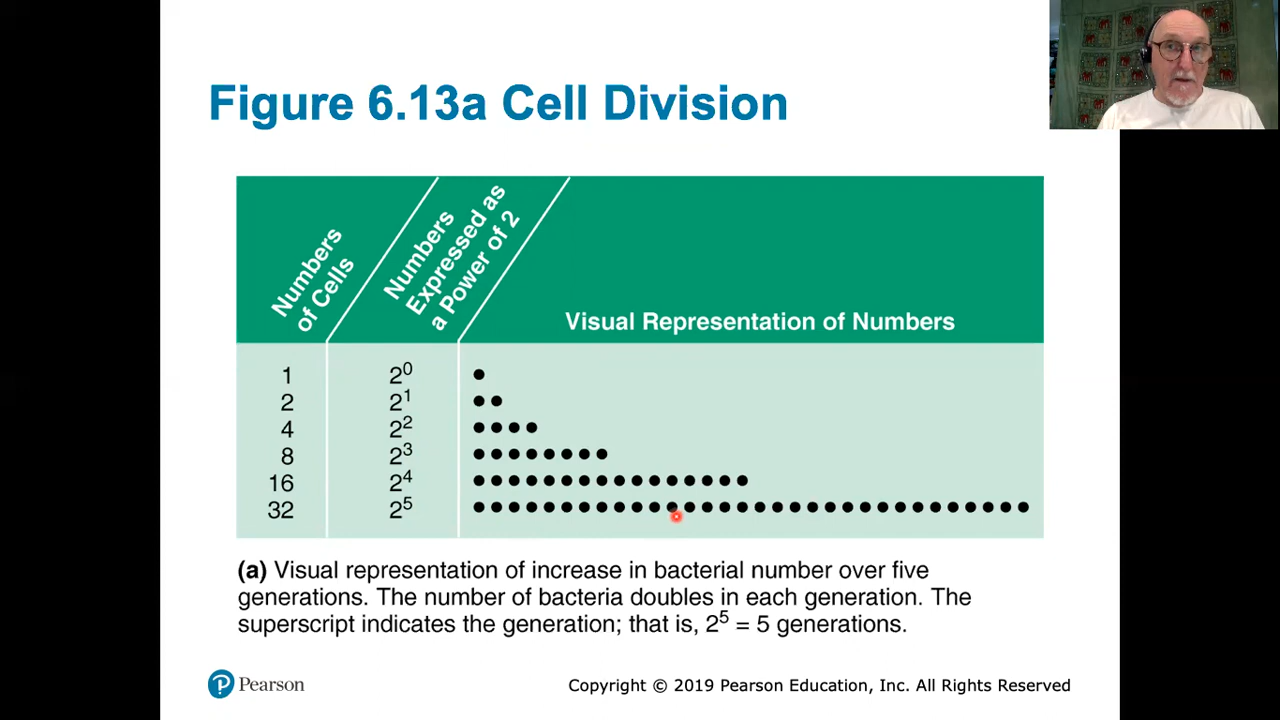 Figure 6.13a Cell Division
Numbers
of Cells
Numbers
Expressed as
a Power of 2
Visual Representation of Numbers
1 2⁰
2 2¹
4 2²
8 2³
16 2⁴
32 2⁵
(a) Visual representation of increase in bacterial number over five
generations. The number of bacteria doubles in each generation. The
superscript indicates the generation; that is, 2⁵ = 5 generations.
P Pearson
Copyright © 2019 Pearson Education, Inc. All Rights Reserved